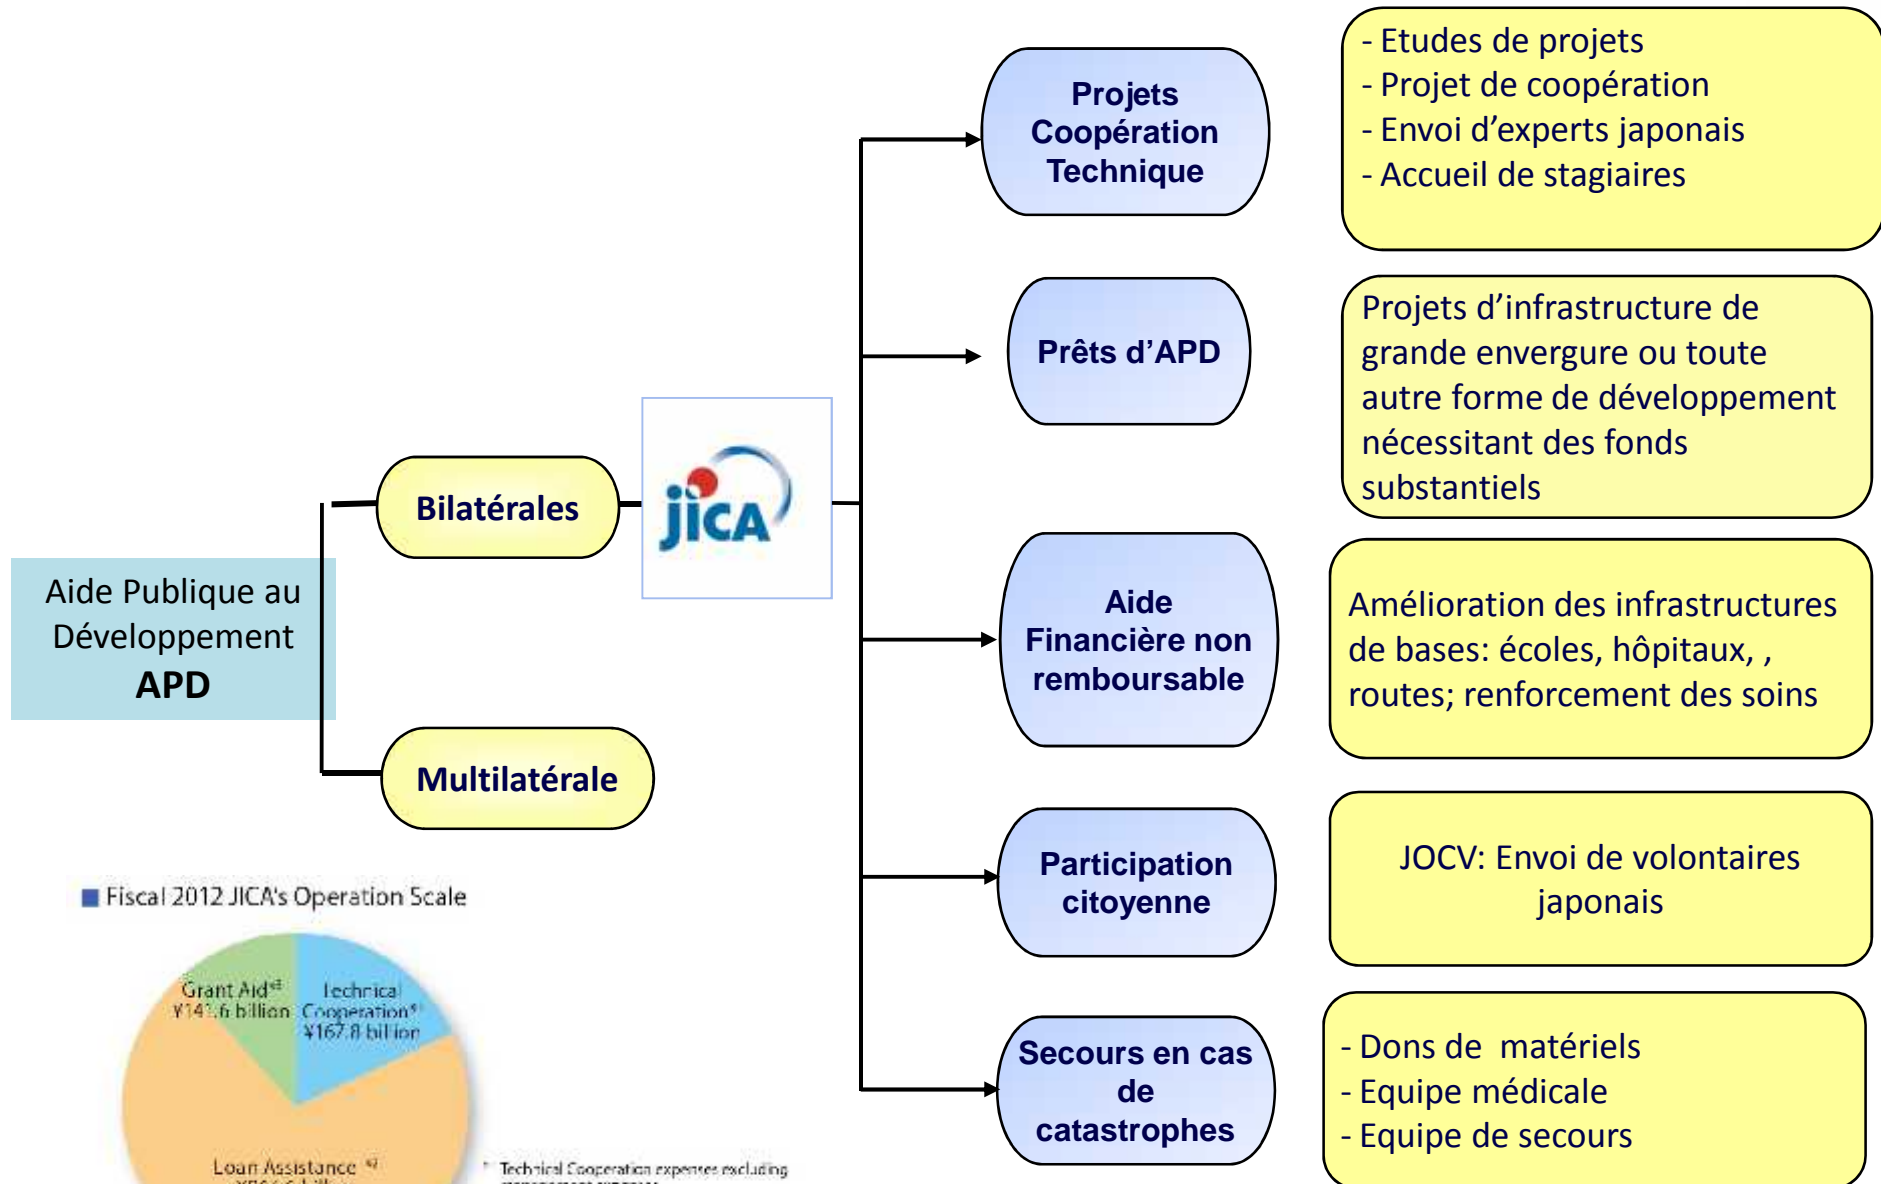 Aide Publique au
Développement
APD
Bilatérales
Multilatérale
jica
Projets
Coopération
Technique
- Etudes de projets
- Projet de coopération
- Envoi d’experts japonais
- Accueil de stagiaires
Prêts d’APD
Projets d’infrastructure de
grande envergure ou toute
autre forme de développement
nécessitant des fonds
substantiels
Aide
Financière non
remboursable
Amélioration des infrastructures
de bases: écoles, hôpitaux, ,
routes; renforcement des soins
Participation
citoyenne
JOCV: Envoi de volontaires
japonais
Secours en cas
de
catastrophes
- Dons de  matériels
- Equipe médicale
- Equipe de secours
Fiscal 2012 JICA's Operation Scale
Grant Aid
¥141.6 billion
Technical
Cooperation
¥167.8 billion
Loan Assistance
Technical Cooperation expenses excluding